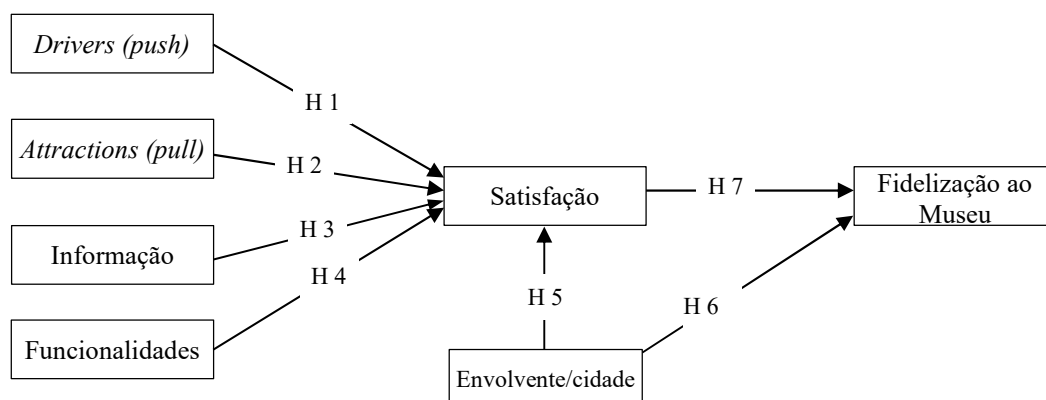 Drivers (push)
H 1
Attractions (pull)
H 2
Satisfação
H 7
Fidelização ao
Museu
Informação
H 3
H 4
H 5
H 6
Funcionalidades
Envolvente/cidade